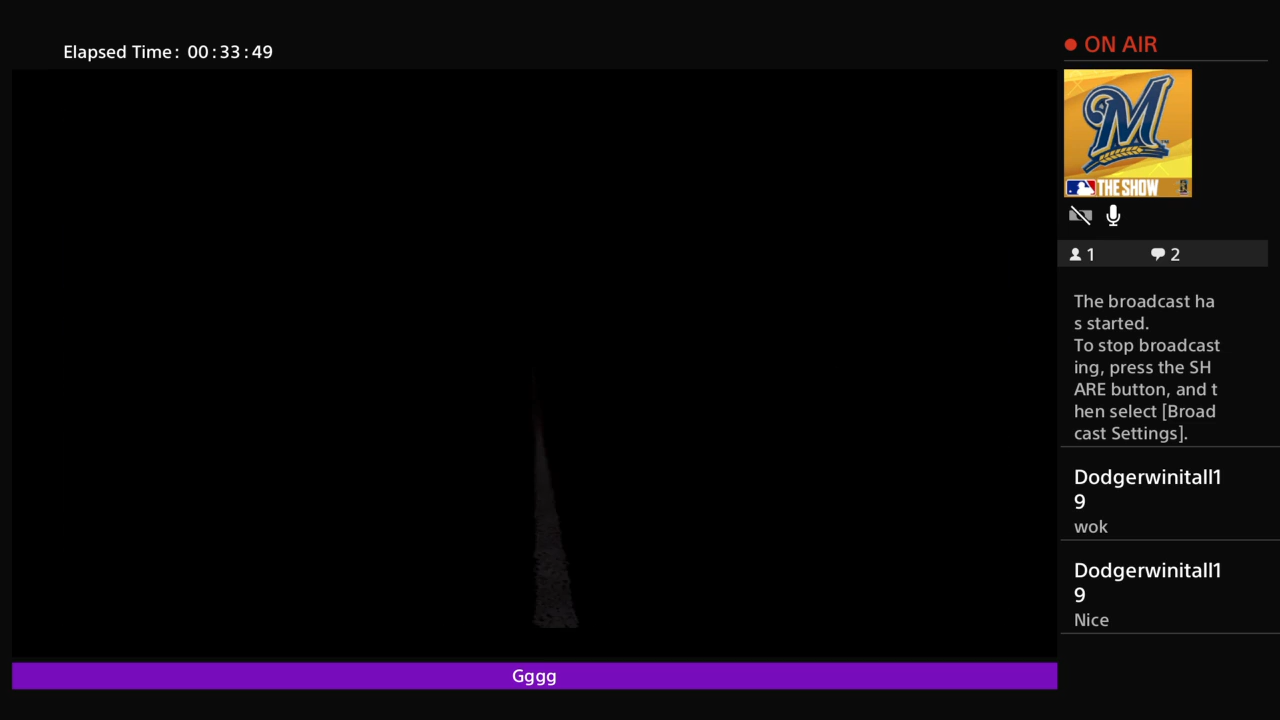 Elapsed Time: 00:33:49
ON AIR
M
THE SHOW
1
2
The broadcast ha
s started.
To stop broadcast
ing, press the SH
ARE button, and t
hen select [Broad
cast Settings].
Dodgerwinitall1
9
wok
Dodgerwinitall1
9
Nice
Gggg